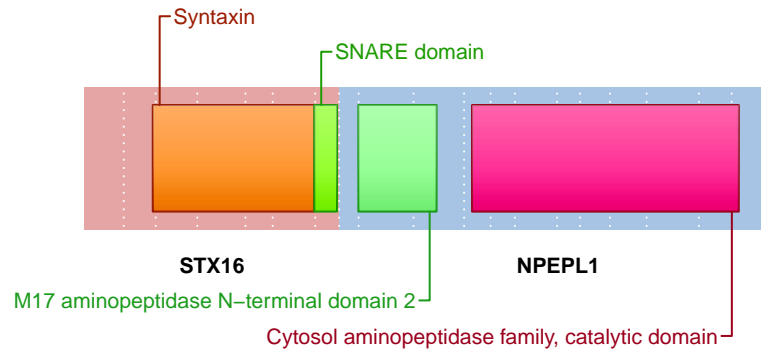 Syntaxin
SNARE domain
STX16
NPEPL1
M17 aminopeptidase N−terminal domain 2
Cytosol aminopeptidase family, catalytic domain